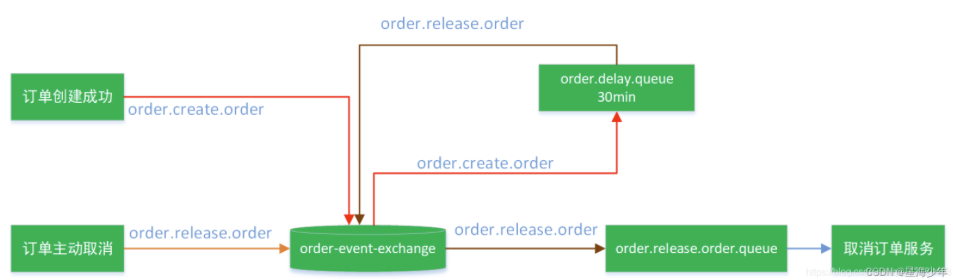 order.release.order
order.delay.queue
30min
订单创建成功
order.create.order
order.create.order
订单主动取消
order.release.order
order-event-exchange
order.release.order
order.release.order.queue
取消订单服务
CSDN @星海少年